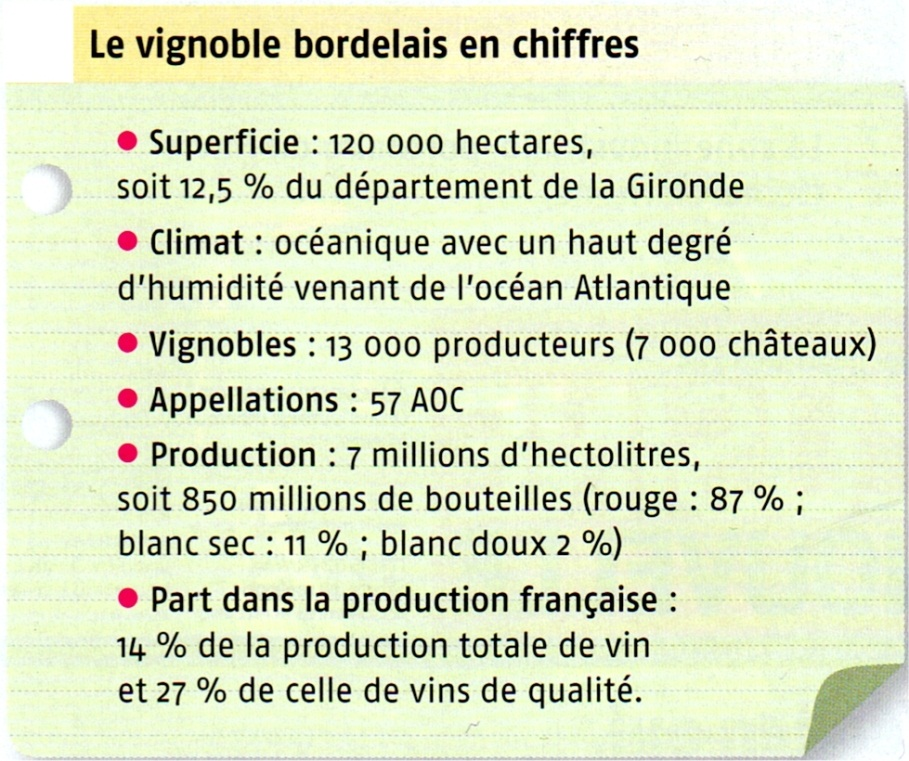 Le vignoble bordelais en chiffres
● Superficie : 120 000 hectares,
soit 12,5 % du département de la Gironde
● Climat : océanique avec un haut degré
d'humidité venant de l'océan Atlantique
● Vignobles : 13 000 producteurs (7 000 châteaux)
● Appellations : 57 AOC
● Production : 7 millions d'hectolitres,
soit 850 millions de bouteilles (rouge : 87 % ;
blanc sec : 11 % ; blanc doux 2 %)
● Part dans la production française :
14 % de la production totale de vin
et 27 % de celle de vins de qualité.